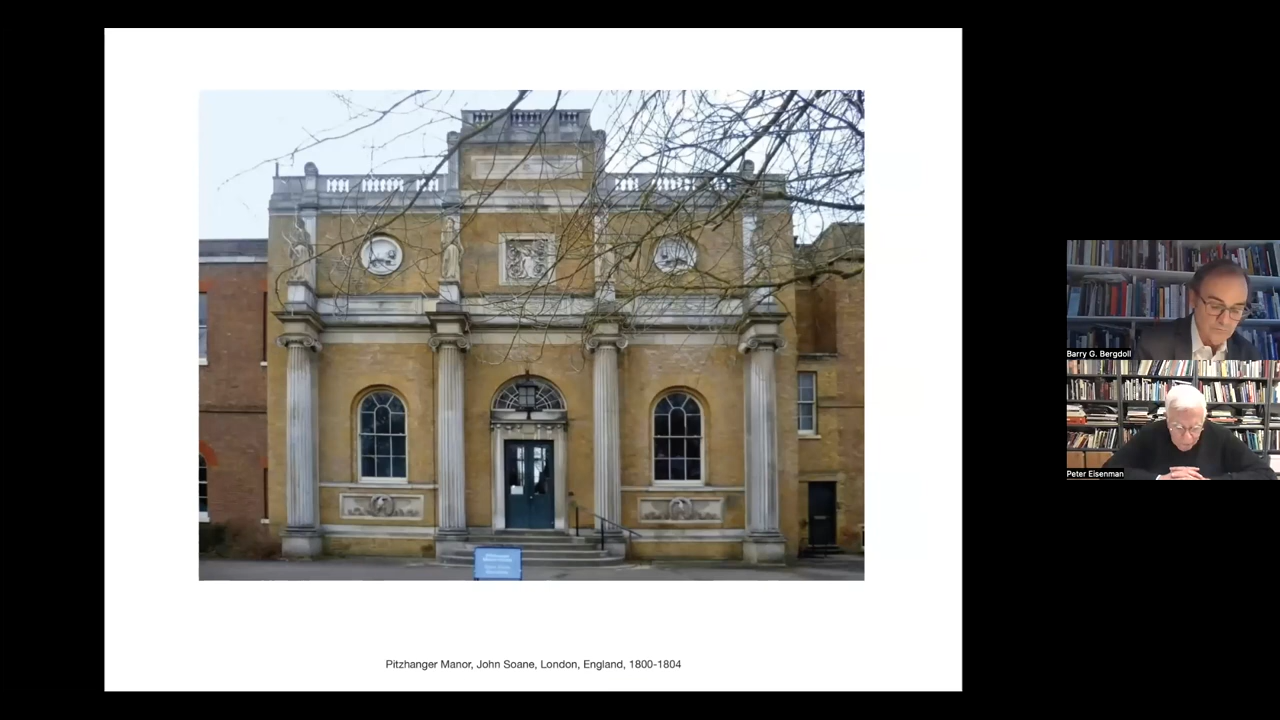 Pitzhanger Manor, John Soane, London, England, 1800-1804
Barry G. Bergdoll
Peter Eisenman